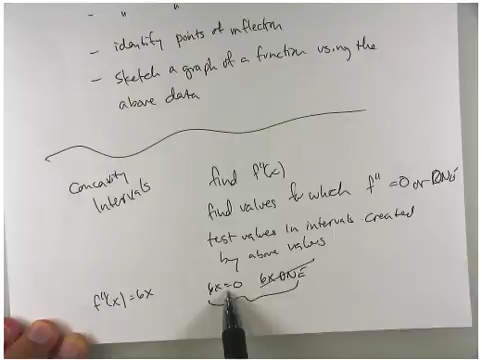 - " "
- identify points of inflection
- Sketch a graph of a function using the
above data
Concavity
Intervals
find f"(x)
find values for which f" = 0 or DNE
test values in intervals created
by above values
f"(x) = 6x
6x = 0 6x DNE